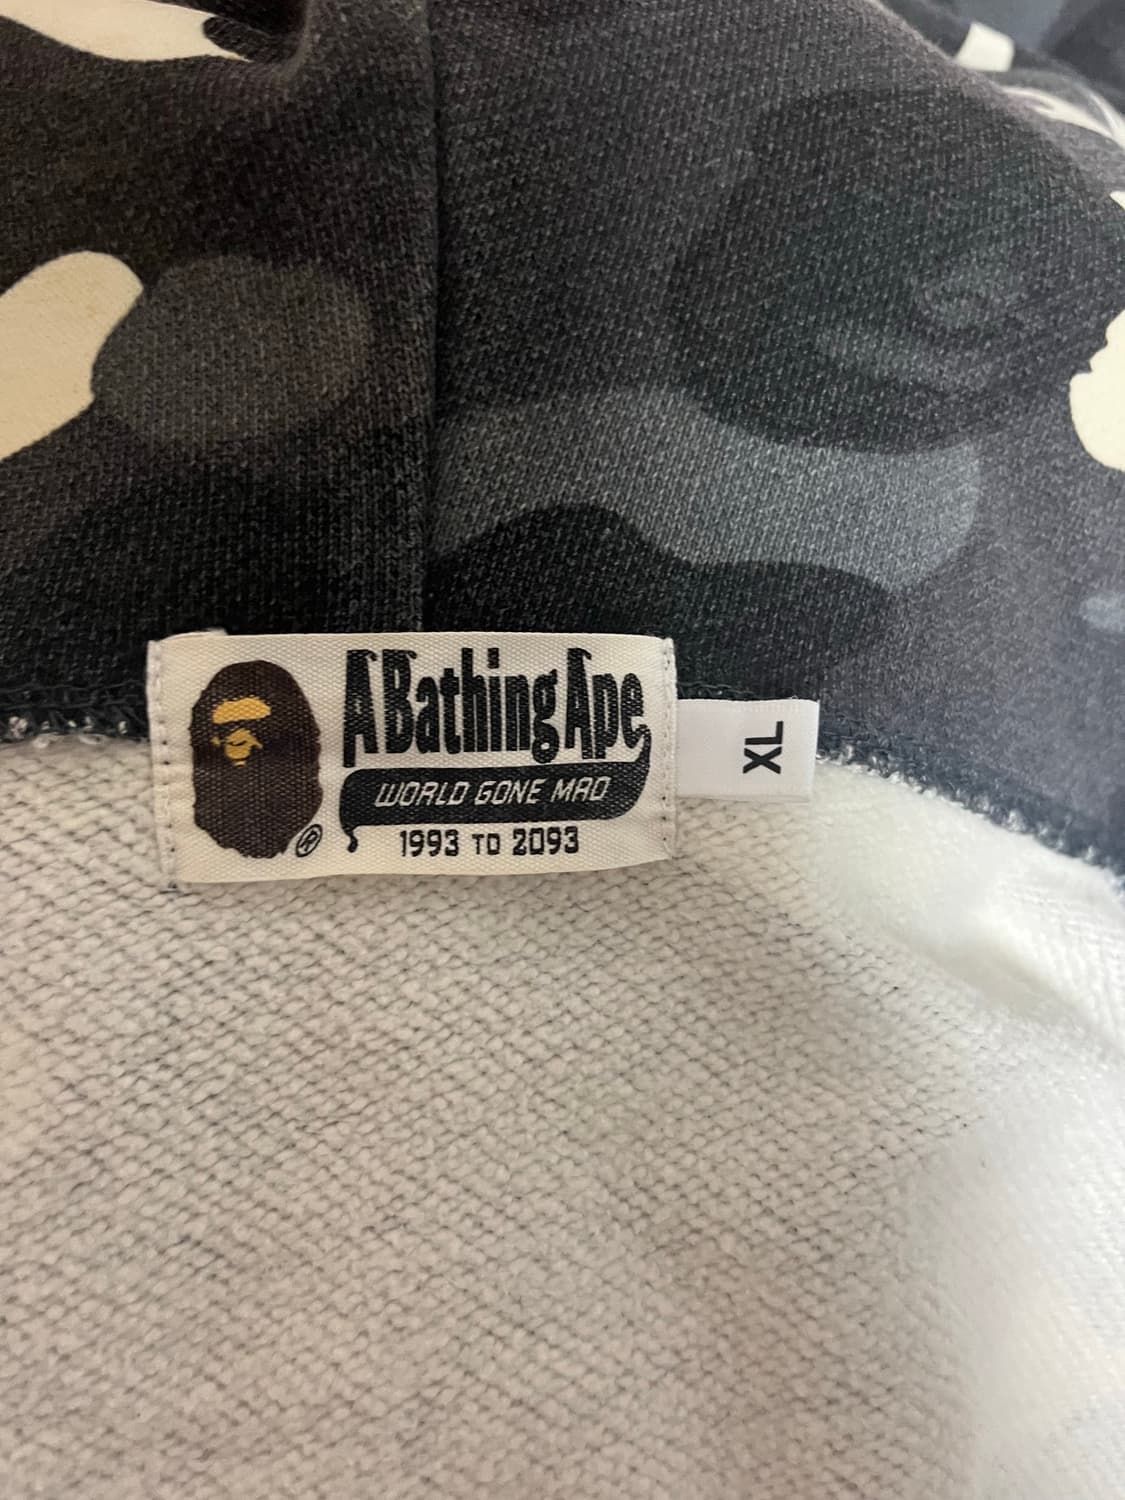 A Bathing Ape
WORLD GONE MAD
1993 TO 2093
®
XL